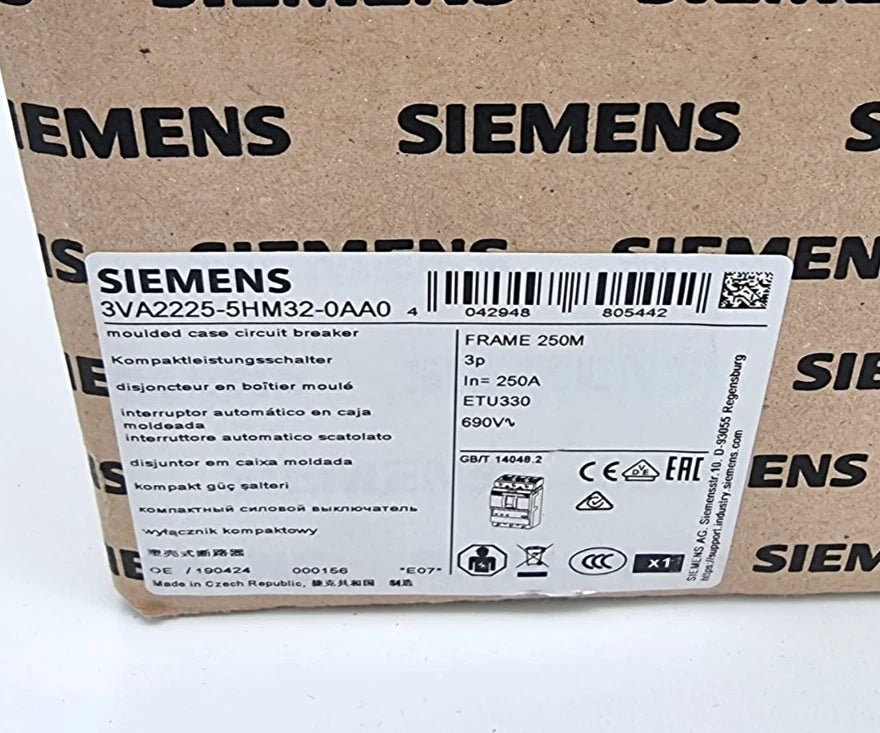 SIEMENS
SIEMENS
SIEMENS
SIEMENS
3VA2225-5HM32-0AA0
4 042948 805442
moulded case circuit breaker
Kompaktleistungsschalter
disjoncteur en boîtier moulé
interruptor automático en caja
moldeada
interruttore automatico scatolato
disjuntor em caixa moldada
kompakt güç şalteri
компактный силовой выключатель
wyłącznik kompaktowy
塑壳式断路器
OE / 190424 000156 *E07*
Made in Czech Republic, 捷克共和国 制造
FRAME 250M
3p
In= 250A
ETU330
690V∿
GB/T 14048.2
CE DVE EAC
CCC
x1
SIEMENS AG, Siemensstr.10, D-93055 Regensburg
https://support.industry.siemens.com